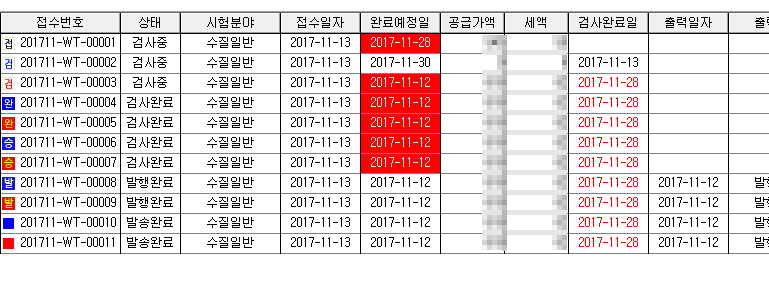 접수번호 상태 시험분야 접수일자 완료예정일 공급가액 세액 검사완료일 출력일자
접 201711-WT-00001 검사중 수질일반 2017-11-13 2017-11-28
검 201711-WT-00002 검사중 수질일반 2017-11-13 2017-11-30 2017-11-13
검 201711-WT-00003 검사중 수질일반 2017-11-13 2017-11-12 2017-11-28
완 201711-WT-00004 검사완료 수질일반 2017-11-13 2017-11-12 2017-11-28
완 201711-WT-00005 검사완료 수질일반 2017-11-13 2017-11-12 2017-11-28
승 201711-WT-00006 검사완료 수질일반 2017-11-13 2017-11-12 2017-11-28
승 201711-WT-00007 검사완료 수질일반 2017-11-13 2017-11-12 2017-11-28
발 201711-WT-00008 발행완료 수질일반 2017-11-13 2017-11-12 2017-11-28 2017-11-12
발 201711-WT-00009 발행완료 수질일반 2017-11-13 2017-11-12 2017-11-28 2017-11-12
201711-WT-00010 발송완료 수질일반 2017-11-13 2017-11-12 2017-11-28 2017-11-12
201711-WT-00011 발송완료 수질일반 2017-11-13 2017-11-12 2017-11-28 2017-11-12